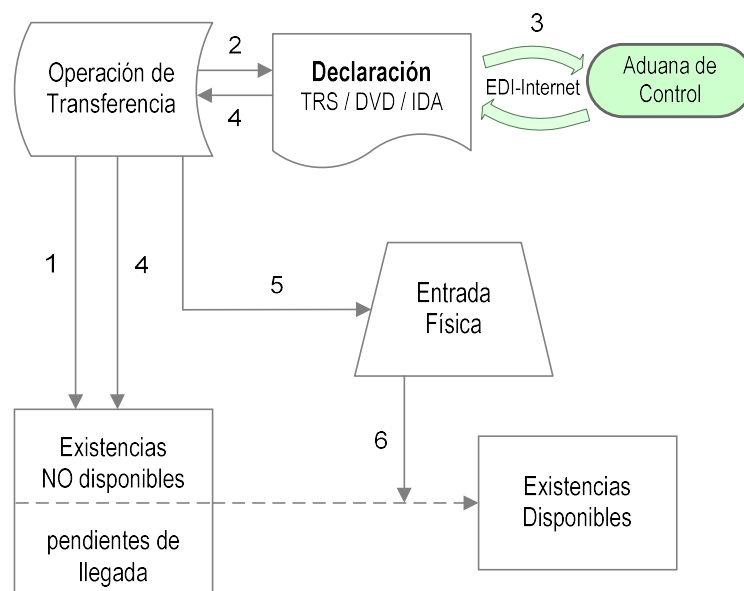 3
Operación de
Transferencia
2
4
Declaración
TRS / DVD / IDA
EDI-Internet
Aduana de
Control
1
4
5
Entrada
Física
6
Existencias
NO disponibles
pendientes de
llegada
Existencias
Disponibles